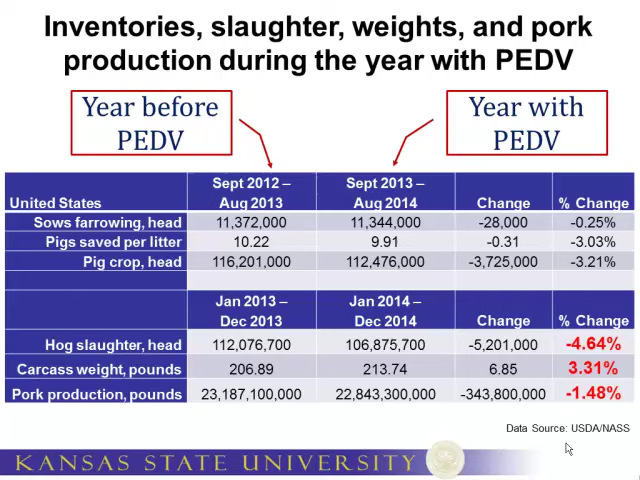 Inventories, slaughter, weights, and pork
production during the year with PEDV
Year before
PEDV
Year with
PEDV
United States Sept 2012 – Aug 2013 Sept 2013 – Aug 2014 Change % Change
Sows farrowing, head 11,372,000 11,344,000 -28,000 -0.25%
Pigs saved per litter 10.22 9.91 -0.31 -3.03%
Pig crop, head 116,201,000 112,476,000 -3,725,000 -3.21%
Jan 2013 – Dec 2013 Jan 2014 – Dec 2014 Change % Change
Hog slaughter, head 112,076,700 106,875,700 -5,201,000 -4.64%
Carcass weight, pounds 206.89 213.74 6.85 3.31%
Pork production, pounds 23,187,100,000 22,843,300,000 -343,800,000 -1.48%
Data Source: USDA/NASS
KANSAS STATE UNIVERSITY